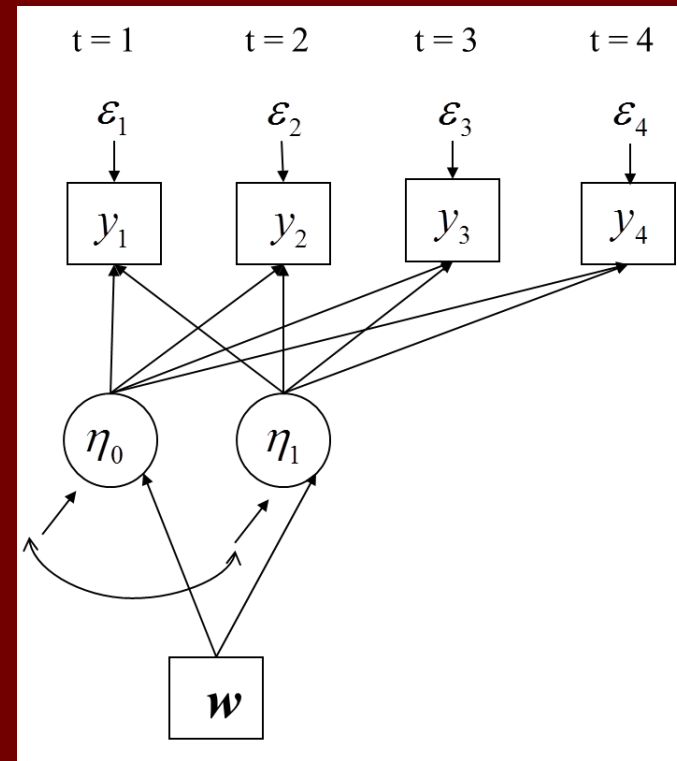 t = 1 t = 2 t = 3 t = 4
ε₁ ε₂ ε₃ ε₄
y₁ y₂ y₃ y₄
η₀ η₁
w